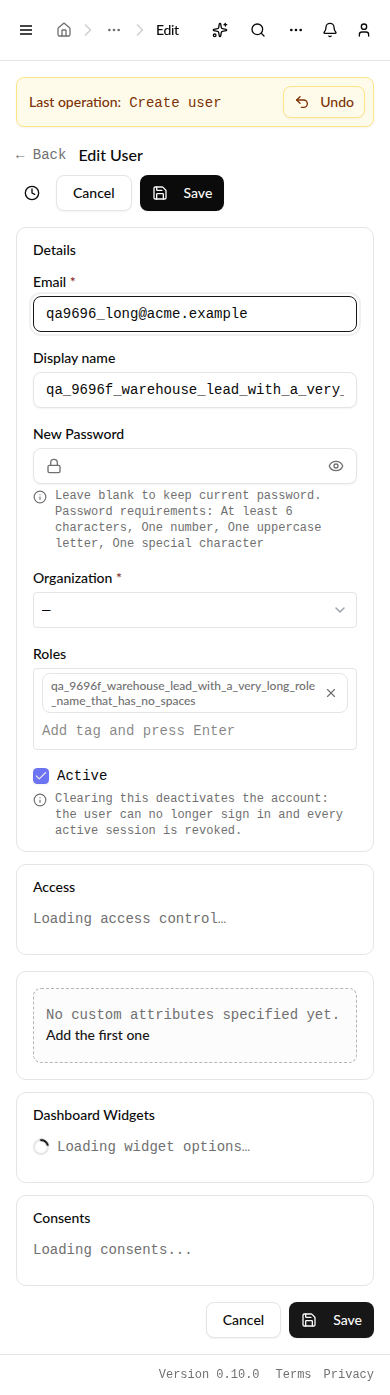 Edit
Last operation: Create user
Undo
← Back
Edit User
Cancel
Save
Details
Email *
qa9696_long@acme.example
Display name
qa_9696f_warehouse_lead_with_a_very_
New Password
Leave blank to keep current password.
Password requirements: At least 6
characters, One number, One uppercase
letter, One special character
Organization *
—
Roles
qa_9696f_warehouse_lead_with_a_very_long_role
_name_that_has_no_spaces
Add tag and press Enter
Active
Clearing this deactivates the account:
the user can no longer sign in and every
active session is revoked.
Access
Loading access control…
No custom attributes specified yet.
Add the first one
Dashboard Widgets
Loading widget options…
Consents
Loading consents...
Cancel
Save
Version 0.10.0 Terms Privacy